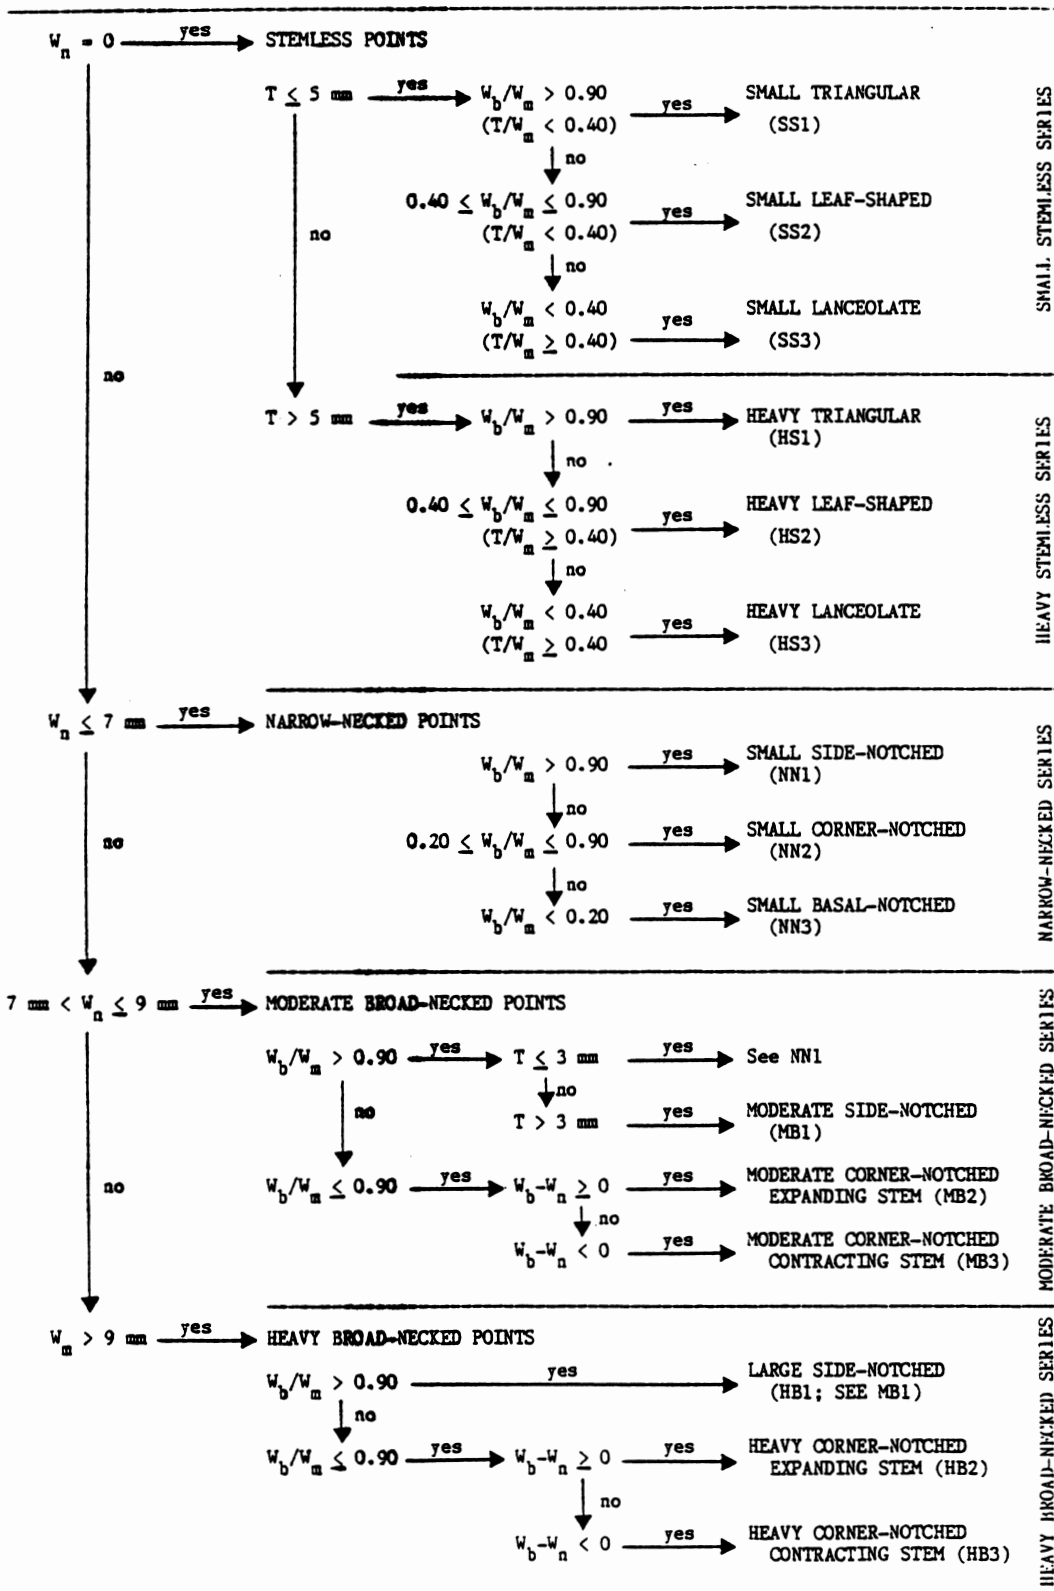 W_n = 0 yes STEMLESS POINTS
T ≤ 5 mm yes W_b/W_m > 0.90 yes SMALL TRIANGULAR
(T/W_m < 0.40) (SS1)
no
0.40 ≤ W_b/W_m ≤ 0.90 yes SMALL LEAF-SHAPED
(T/W_m < 0.40) (SS2)
no
no
W_b/W_m < 0.40 yes SMALL LANCEOLATE
(T/W_m ≥ 0.40) (SS3)
SMALL STEMLESS SERIES
no
T > 5 mm yes W_b/W_m > 0.90 yes HEAVY TRIANGULAR
(HS1)
no
0.40 ≤ W_b/W_m ≤ 0.90 yes HEAVY LEAF-SHAPED
(T/W_m ≥ 0.40) (HS2)
no
W_b/W_m < 0.40 yes HEAVY LANCEOLATE
(T/W_m ≥ 0.40 (HS3)
HEAVY STEMLESS SERIES
W_n ≤ 7 mm yes NARROW-NECKED POINTS
W_b/W_m > 0.90 yes SMALL SIDE-NOTCHED
(NN1)
no
no 0.20 ≤ W_b/W_m ≤ 0.90 yes SMALL CORNER-NOTCHED
(NN2)
no
W_b/W_m < 0.20 yes SMALL BASAL-NOTCHED
(NN3)
NARROW-NECKED SERIES
7 mm < W_n ≤ 9 mm yes MODERATE BROAD-NECKED POINTS
W_b/W_m > 0.90 yes T ≤ 3 mm yes See NN1
no
no
T > 3 mm yes MODERATE SIDE-NOTCHED
(MB1)
no W_b/W_m ≤ 0.90 yes W_b-W_n ≥ 0 yes MODERATE CORNER-NOTCHED
EXPANDING STEM (MB2)
no
W_b-W_n < 0 yes MODERATE CORNER-NOTCHED
CONTRACTING STEM (MB3)
MODERATE BROAD-NECKED SERIES
W_m > 9 mm yes HEAVY BROAD-NECKED POINTS
W_b/W_m > 0.90 yes LARGE SIDE-NOTCHED
(HB1; SEE MB1)
no
W_b/W_m ≤ 0.90 yes W_b-W_n ≥ 0 yes HEAVY CORNER-NOTCHED
EXPANDING STEM (HB2)
no
W_b-W_n < 0 yes HEAVY CORNER-NOTCHED
CONTRACTING STEM (HB3)
HEAVY BROAD-NECKED SERIES